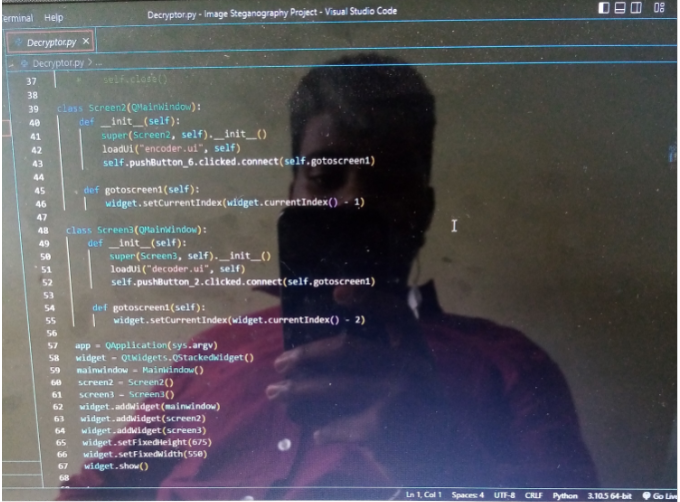 erminal Help
Decryptor.py - Image Steganography Project - Visual Studio Code
Decryptor.py ×
Decryptor.py > ...
37 # self.close()
38
39 class Screen2(QMainWindow):
40 def __init__(self):
41 super(Screen2, self).__init__()
42 loadUi("encoder.ui", self)
43 self.pushButton_6.clicked.connect(self.gotoscreen1)
44
45 def gotoscreen1(self):
46 widget.setCurrentIndex(widget.currentIndex() - 1)
47
48 class Screen3(QMainWindow):
49 def __init__(self):
50 super(Screen3, self).__init__()
51 loadUi("decoder.ui", self)
52 self.pushButton_2.clicked.connect(self.gotoscreen1)
53
54 def gotoscreen1(self):
55 widget.setCurrentIndex(widget.currentIndex() - 2)
56
57 app = QApplication(sys.argv)
58 widget = QtWidgets.QStackedWidget()
59 mainwindow = MainWindow()
60 screen2 = Screen2()
61 screen3 = Screen3()
62 widget.addWidget(mainwindow)
63 widget.addWidget(screen2)
64 widget.addWidget(screen3)
65 widget.setFixedHeight(675)
66 widget.setFixedWidth(550)
67 widget.show()
68
Ln 1, Col 1 Spaces: 4 UTF-8 CRLF Python 3.10.5 64-bit Go Live